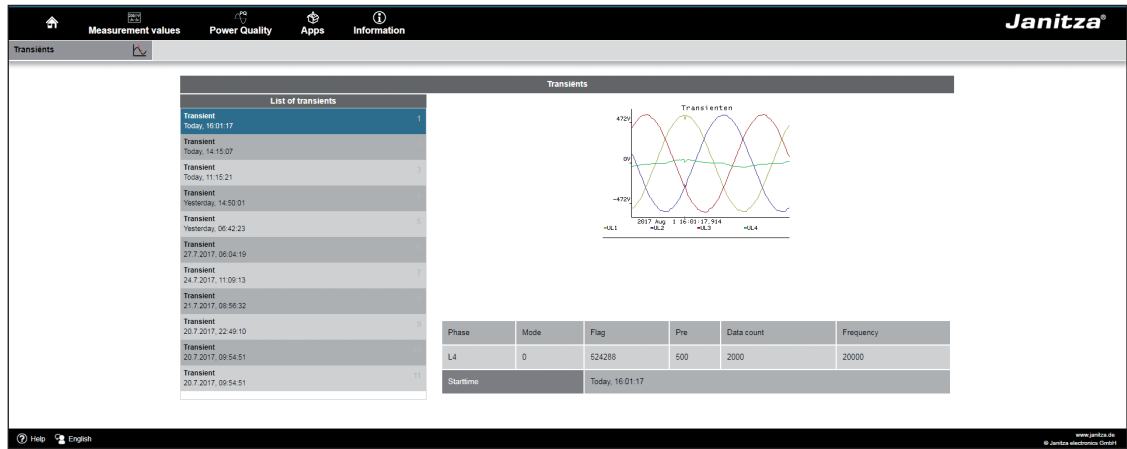 Measurement values
Power Quality
Apps
Information
Janitza®
Transients
Transients
List of transients
Transient 1
Today, 16:01:17
Transient
Today, 14:15:07
Transient 3
Today, 11:15:21
Transient
Yesterday, 14:50:01
Transient 5
Yesterday, 06:42:23
Transient
27.7.2017, 06:04:19
Transient 7
24.7.2017, 11:09:13
Transient
21.7.2017, 08:56:32
Transient 9
20.7.2017, 22:49:10
Transient
20.7.2017, 09:54:51
Transient 11
20.7.2017, 09:54:51
Transienten
472V
0V
-472V
2017 Aug 1 16:01:17,914
-UL1 -UL2 -UL3 -UL4
Phase Mode Flag Pre Data count Frequency
L4 0 524288 500 2000 20000
Starttime Today, 16:01:17
Help English
www.janitza.de
© Janitza electronics GmbH